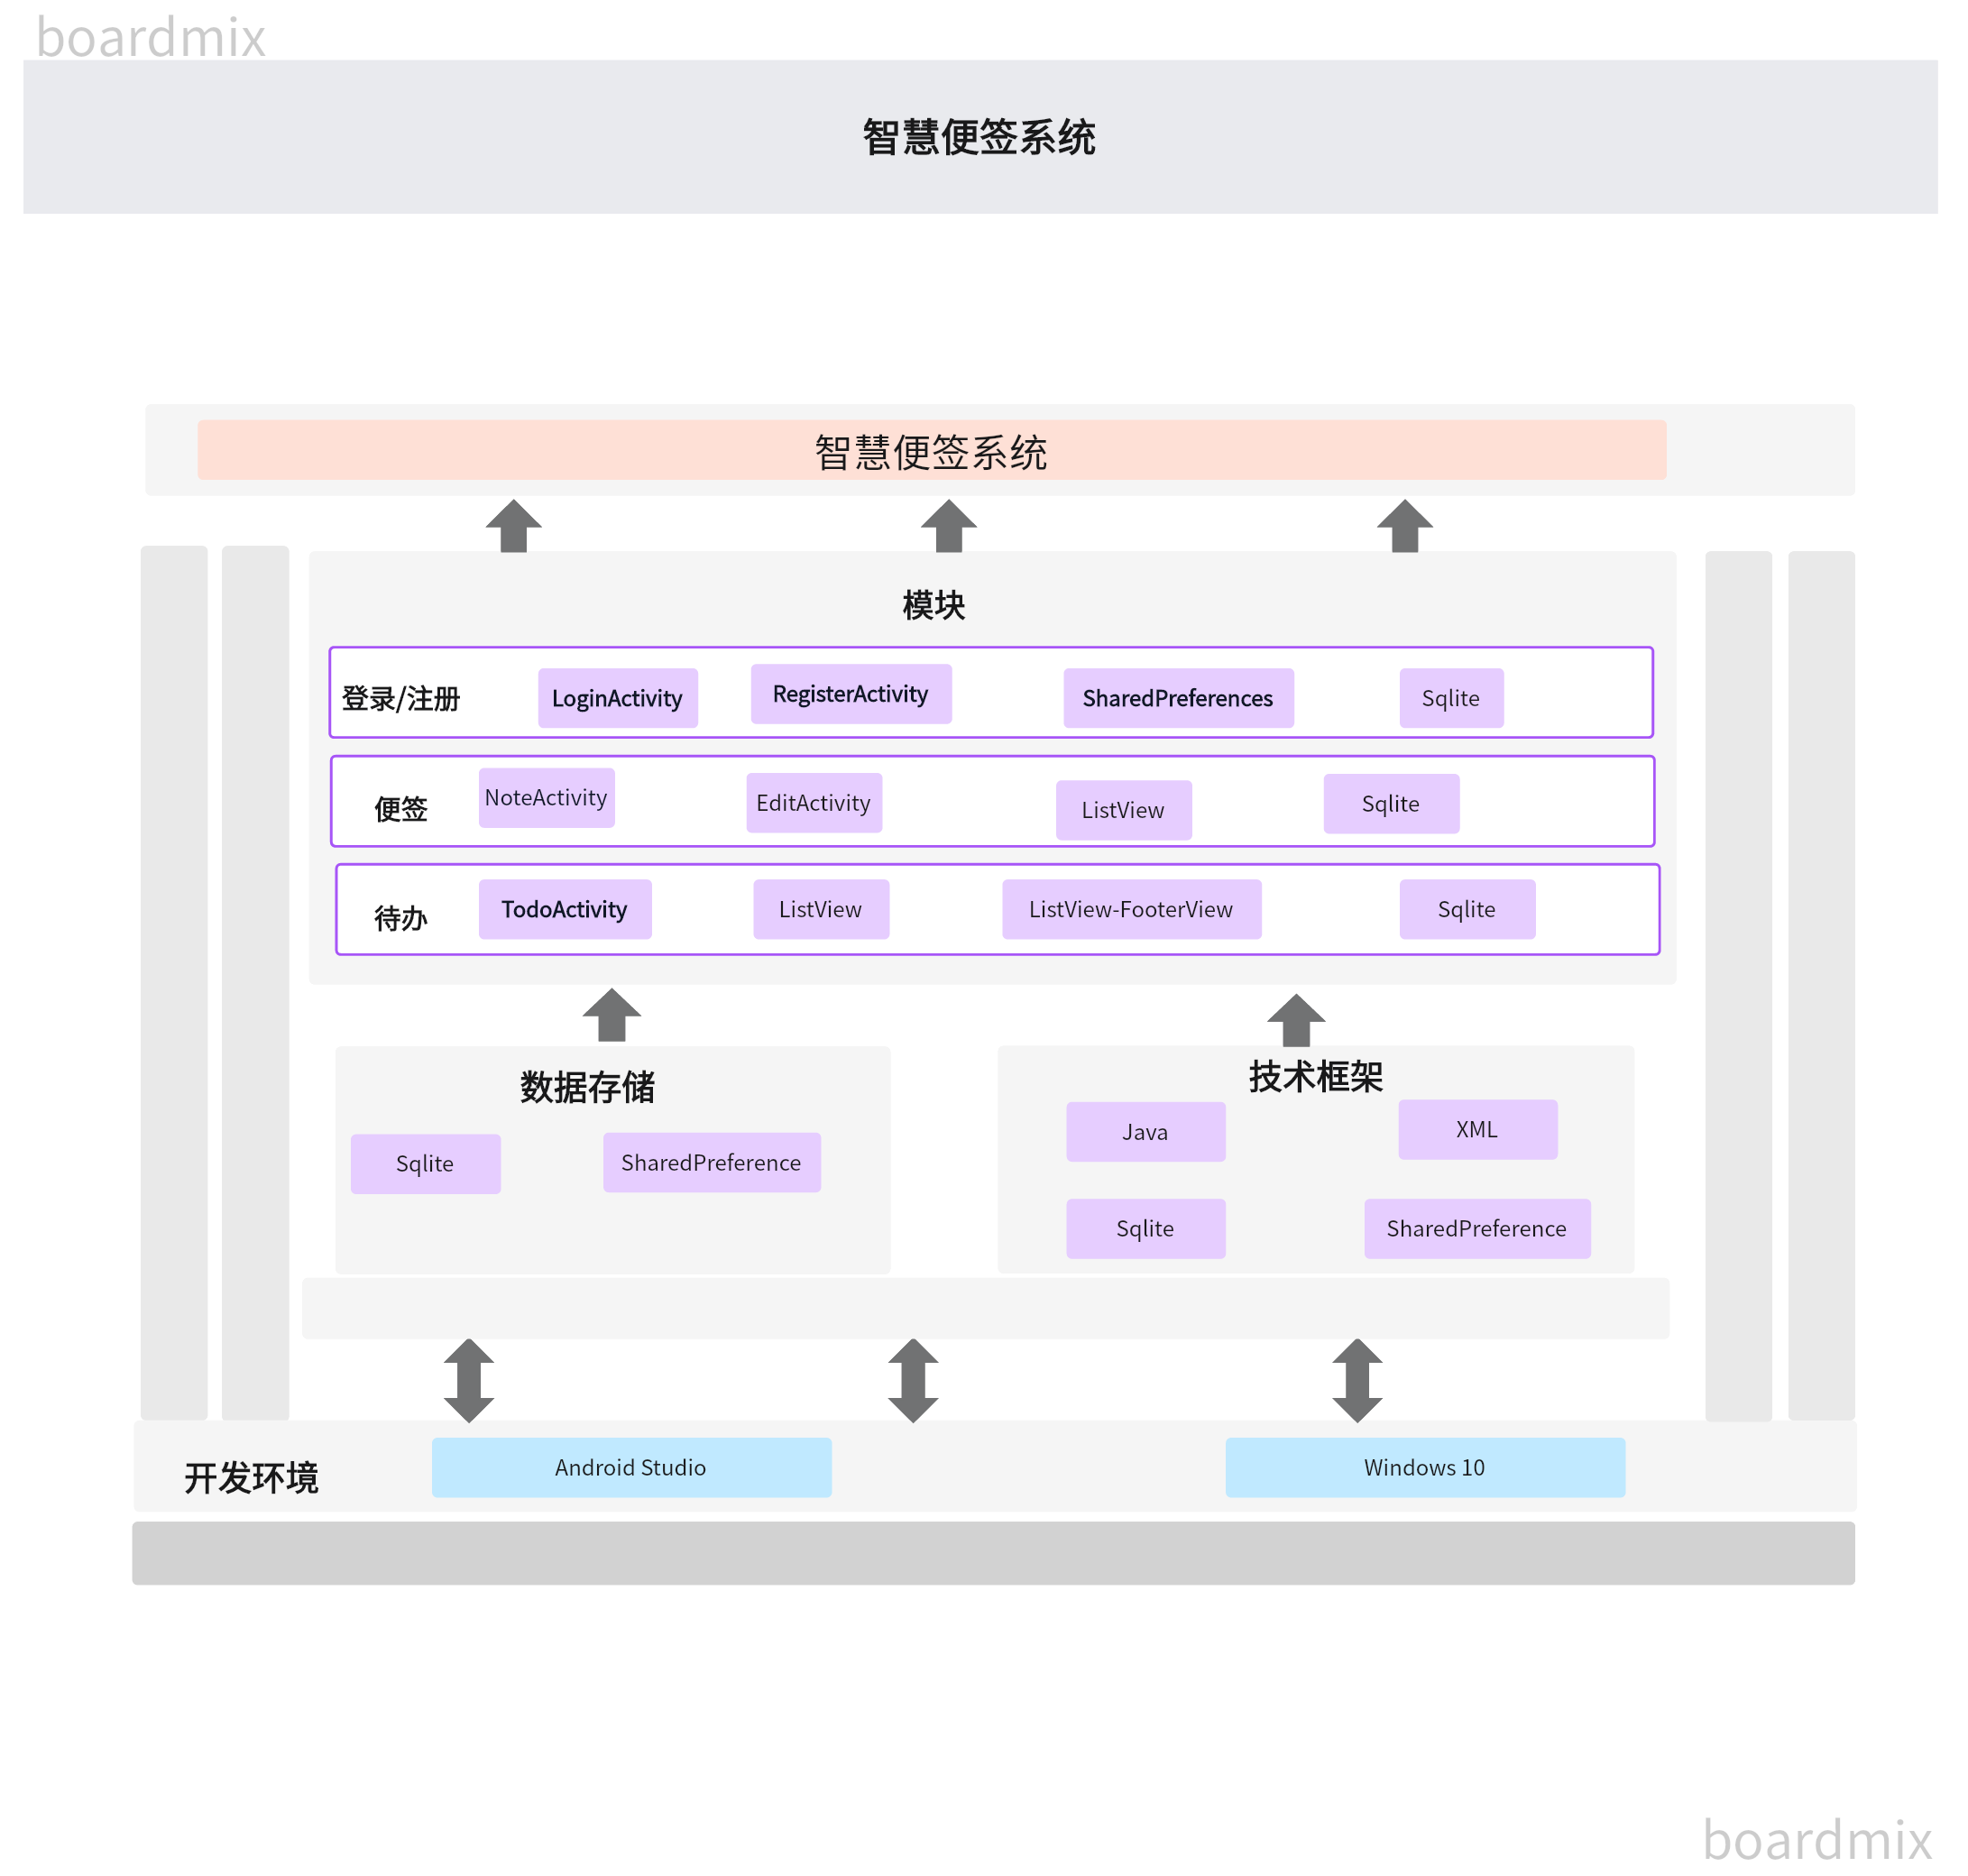 boardmix
智慧便签系统
智慧便签系统
模块
登录/注册 LoginActivity RegisterActivity SharedPreferences Sqlite
便签 NoteActivity EditActivity ListView Sqlite
待办 TodoActivity ListView ListView-FooterView Sqlite
数据存储
Sqlite SharedPreference
技术框架
Java XML
Sqlite SharedPreference
开发环境 Android Studio Windows 10
boardmix